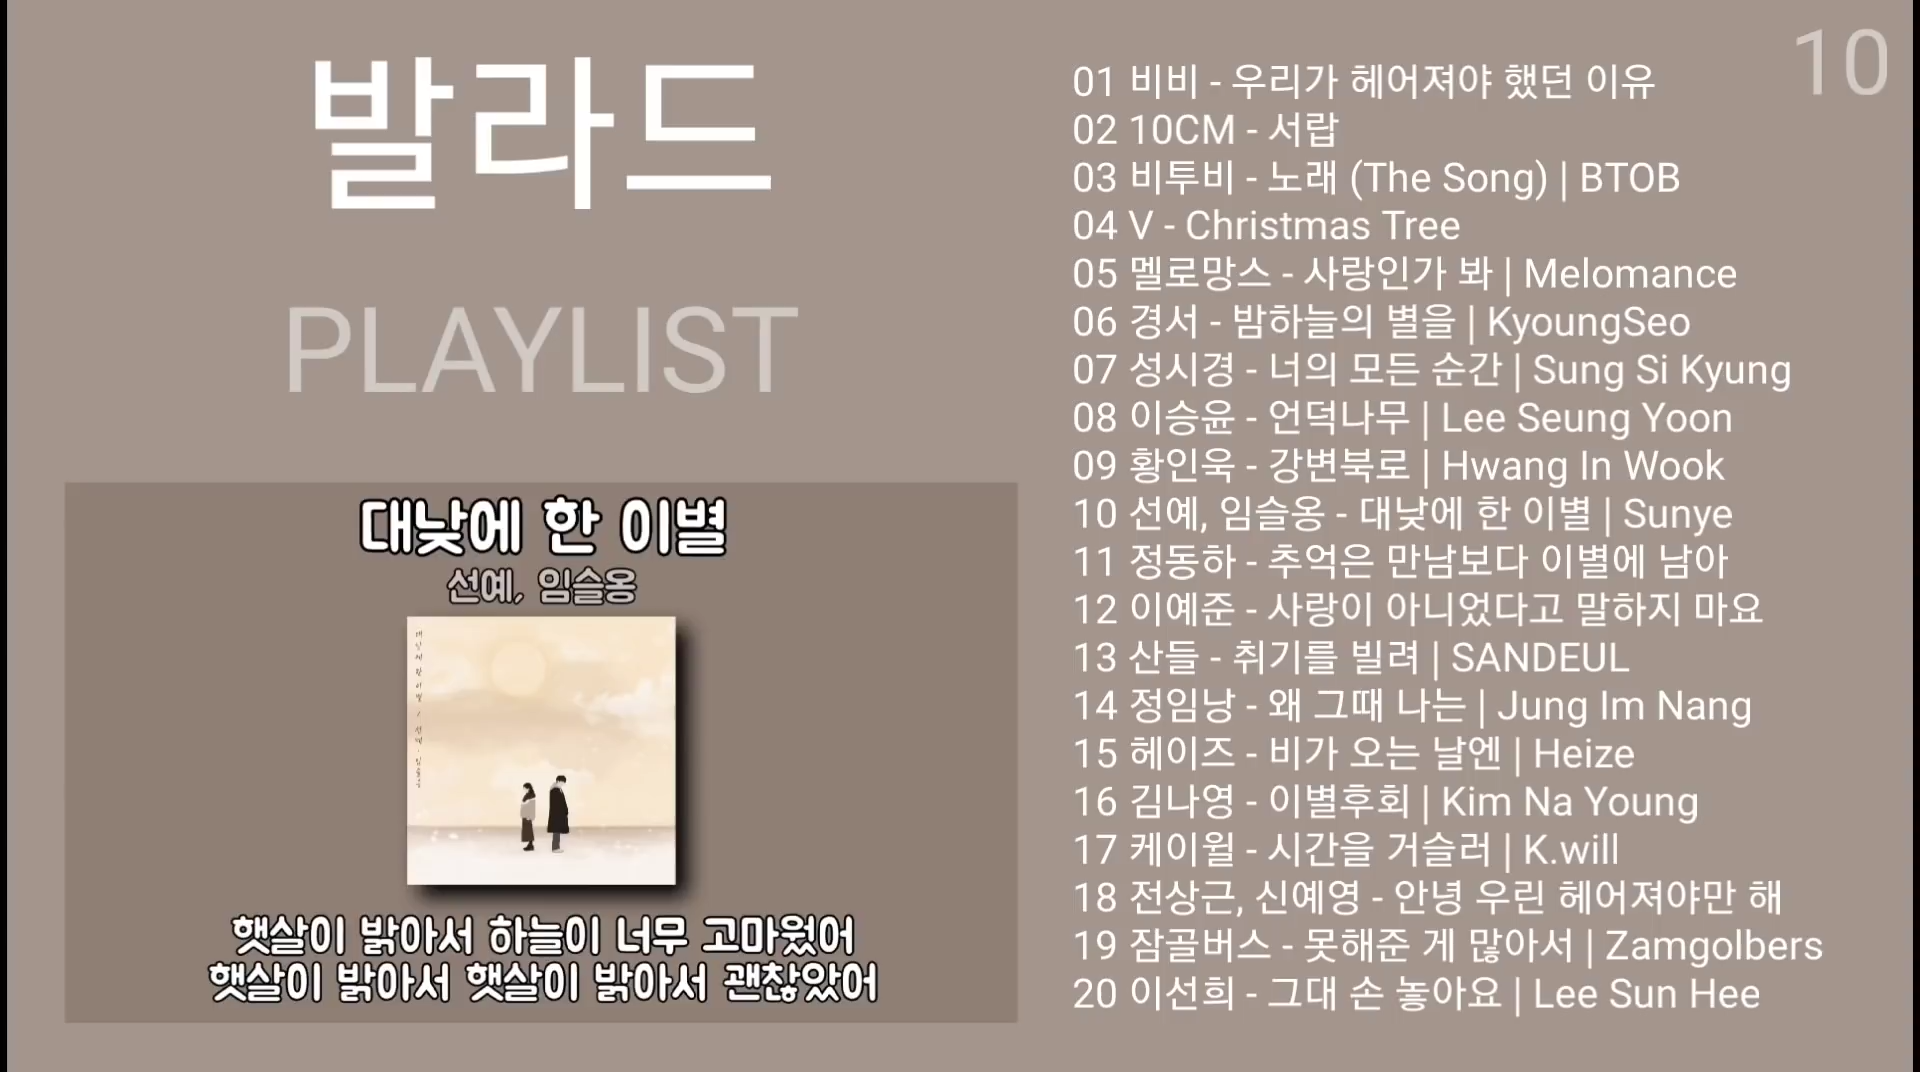 발라드
PLAYLIST
10
01 비비 - 우리가 헤어져야 했던 이유
02 10CM - 서랍
03 비투비 - 노래 (The Song) | BTOB
04 V - Christmas Tree
05 멜로망스 - 사랑인가 봐 | Melomance
06 경서 - 밤하늘의 별을 | KyoungSeo
07 성시경 - 너의 모든 순간 | Sung Si Kyung
08 이승윤 - 언덕나무 | Lee Seung Yoon
09 황인욱 - 강변북로 | Hwang In Wook
10 선예, 임슬옹 - 대낮에 한 이별 | Sunye
11 정동하 - 추억은 만남보다 이별에 남아
12 이예준 - 사랑이 아니었다고 말하지 마요
13 산들 - 취기를 빌려 | SANDEUL
14 정임낭 - 왜 그때 나는 | Jung Im Nang
15 헤이즈 - 비가 오는 날엔 | Heize
16 김나영 - 이별후회 | Kim Na Young
17 케이윌 - 시간을 거슬러 | K.will
18 전상근, 신예영 - 안녕 우린 헤어져야만 해
19 잠골버스 - 못해준 게 많아서 | Zamgolbers
20 이선희 - 그대 손 놓아요 | Lee Sun Hee
대낮에 한 이별
선예, 임슬옹
대낮에 한 이별 / 선예·임슬옹
햇살이 밝아서 하늘이 너무 고마웠어
햇살이 밝아서 햇살이 밝아서 괜찮았어